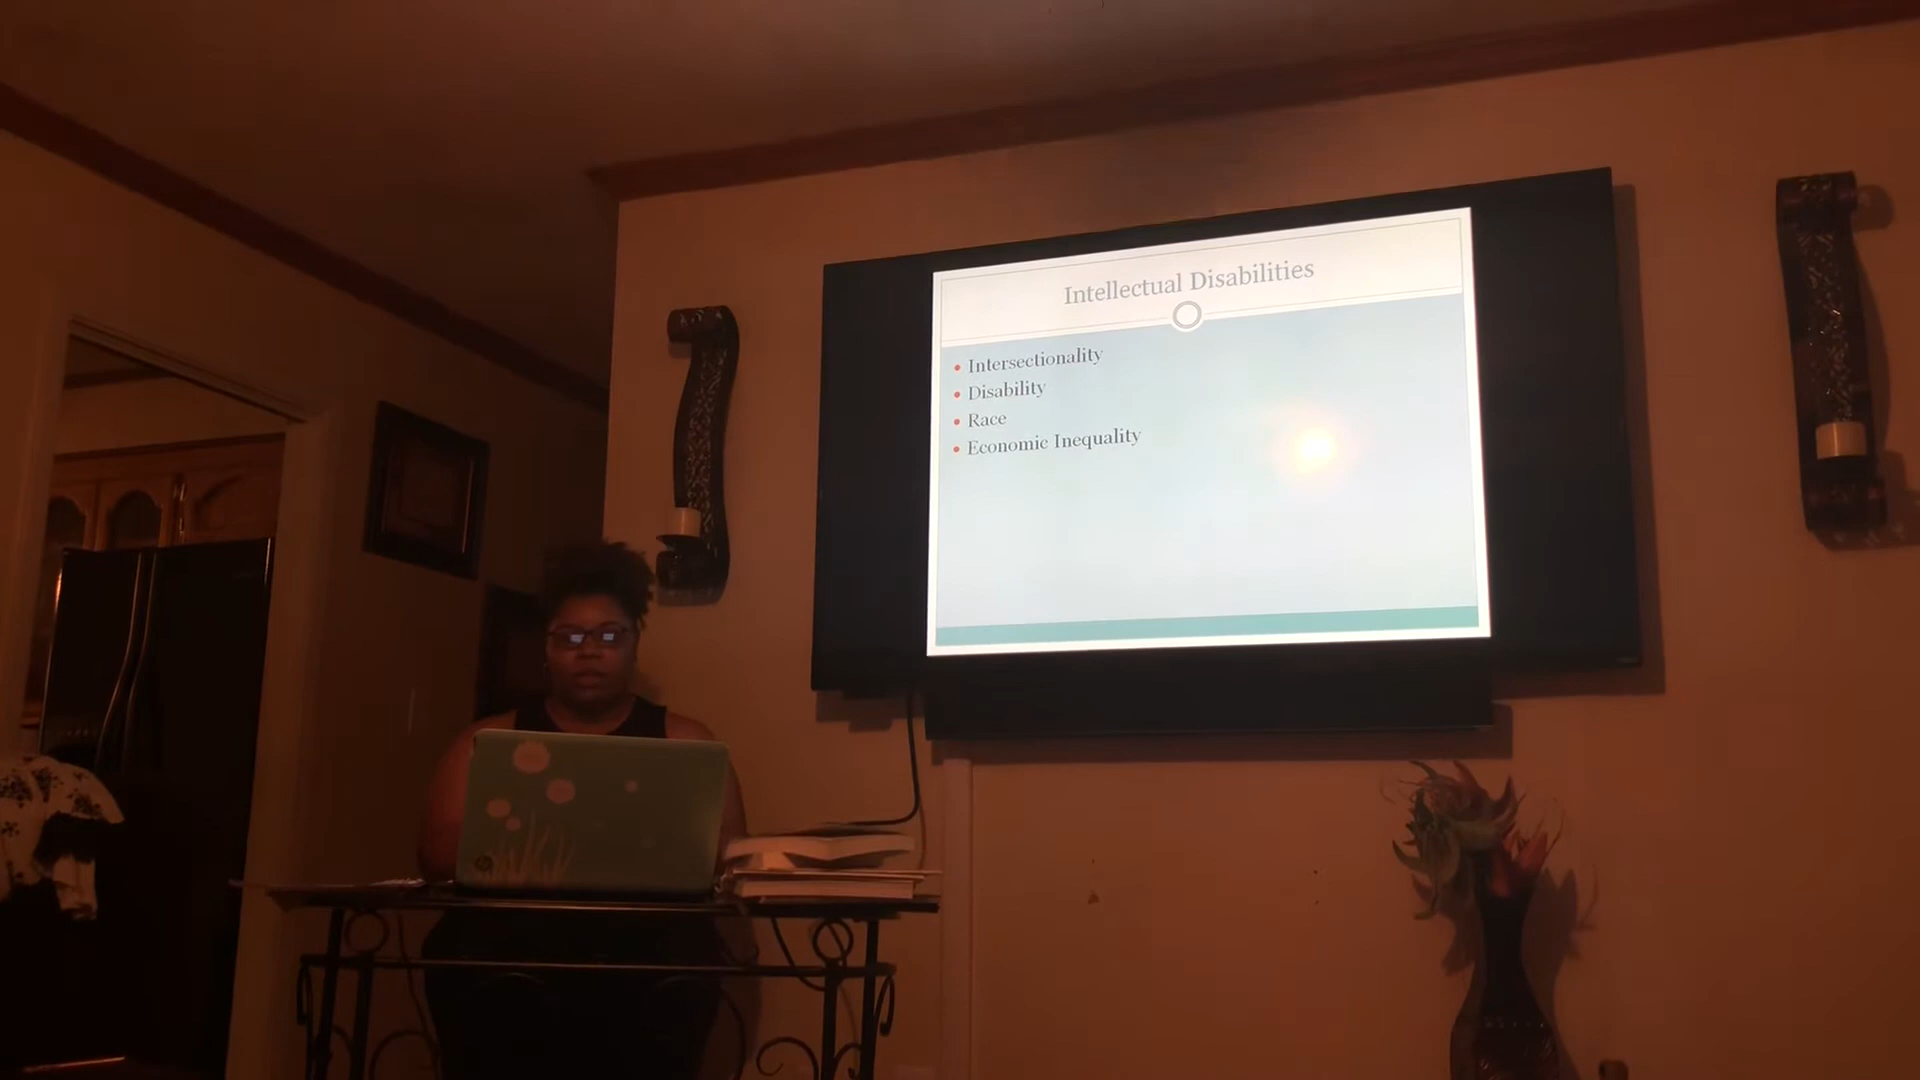 Intellectual Disabilities
Intersectionality
Disability
Race
Economic Inequality